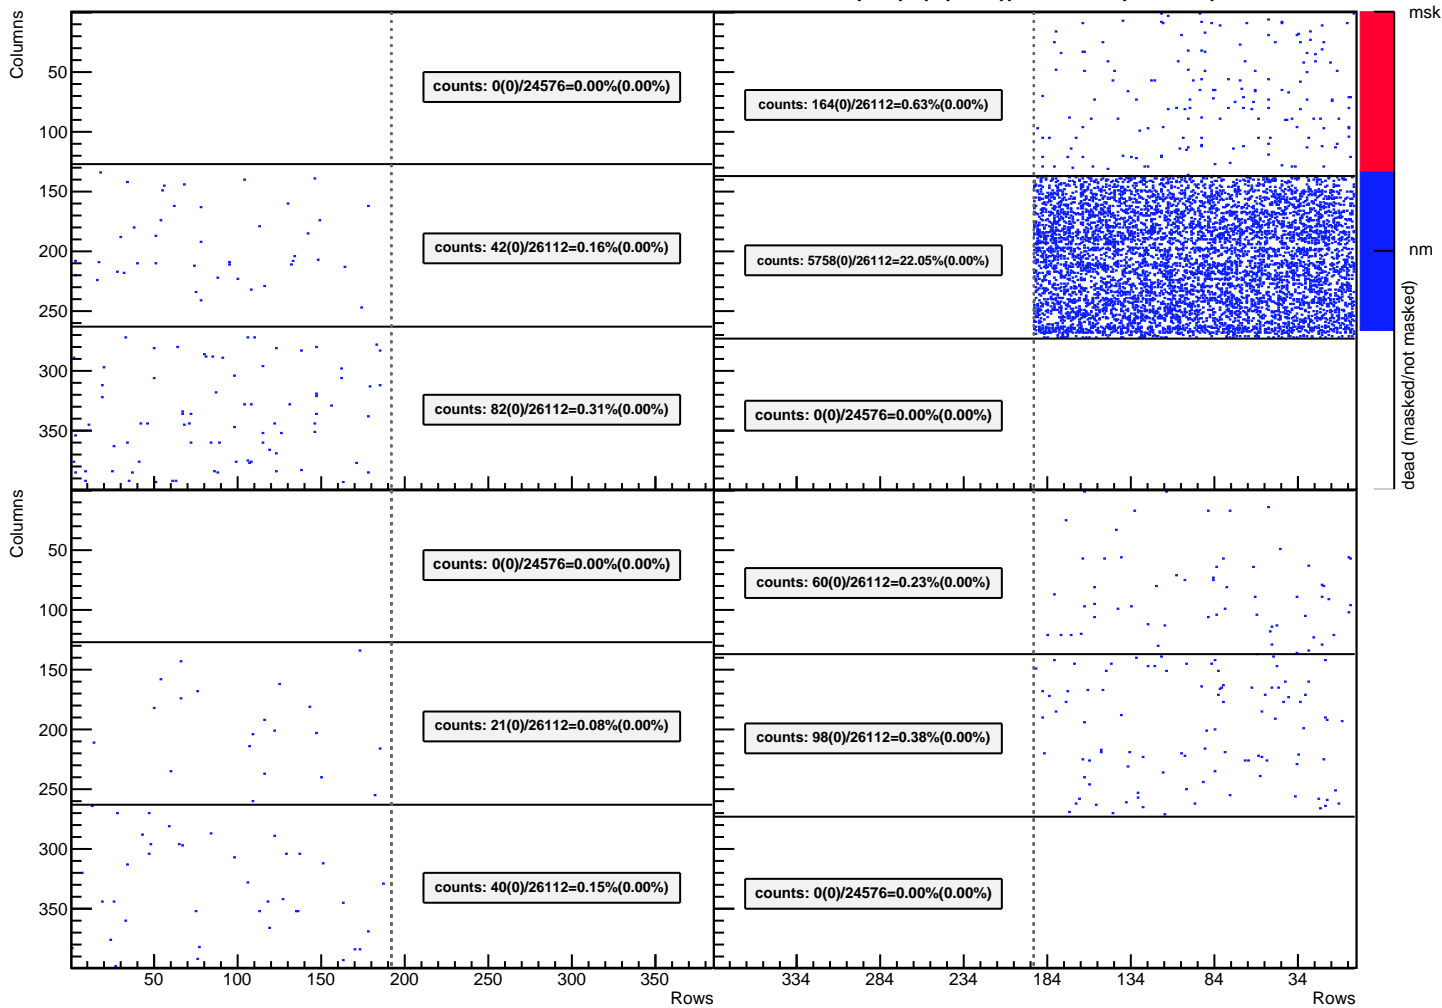 msk
Columns
50
100
150
200
250
300
350
counts: 0(0)/24576=0.00%(0.00%)
counts: 42(0)/26112=0.16%(0.00%)
counts: 82(0)/26112=0.31%(0.00%)
counts: 164(0)/26112=0.63%(0.00%)
counts: 5758(0)/26112=22.05%(0.00%)
counts: 0(0)/24576=0.00%(0.00%)
nm
dead (masked/not masked)
Columns
50
100
150
200
250
300
350
counts: 0(0)/24576=0.00%(0.00%)
counts: 21(0)/26112=0.08%(0.00%)
counts: 40(0)/26112=0.15%(0.00%)
counts: 60(0)/26112=0.23%(0.00%)
counts: 98(0)/26112=0.38%(0.00%)
counts: 0(0)/24576=0.00%(0.00%)
50 100 150 200 250 300 350
Rows
334 284 234 184 134 84 34
Rows